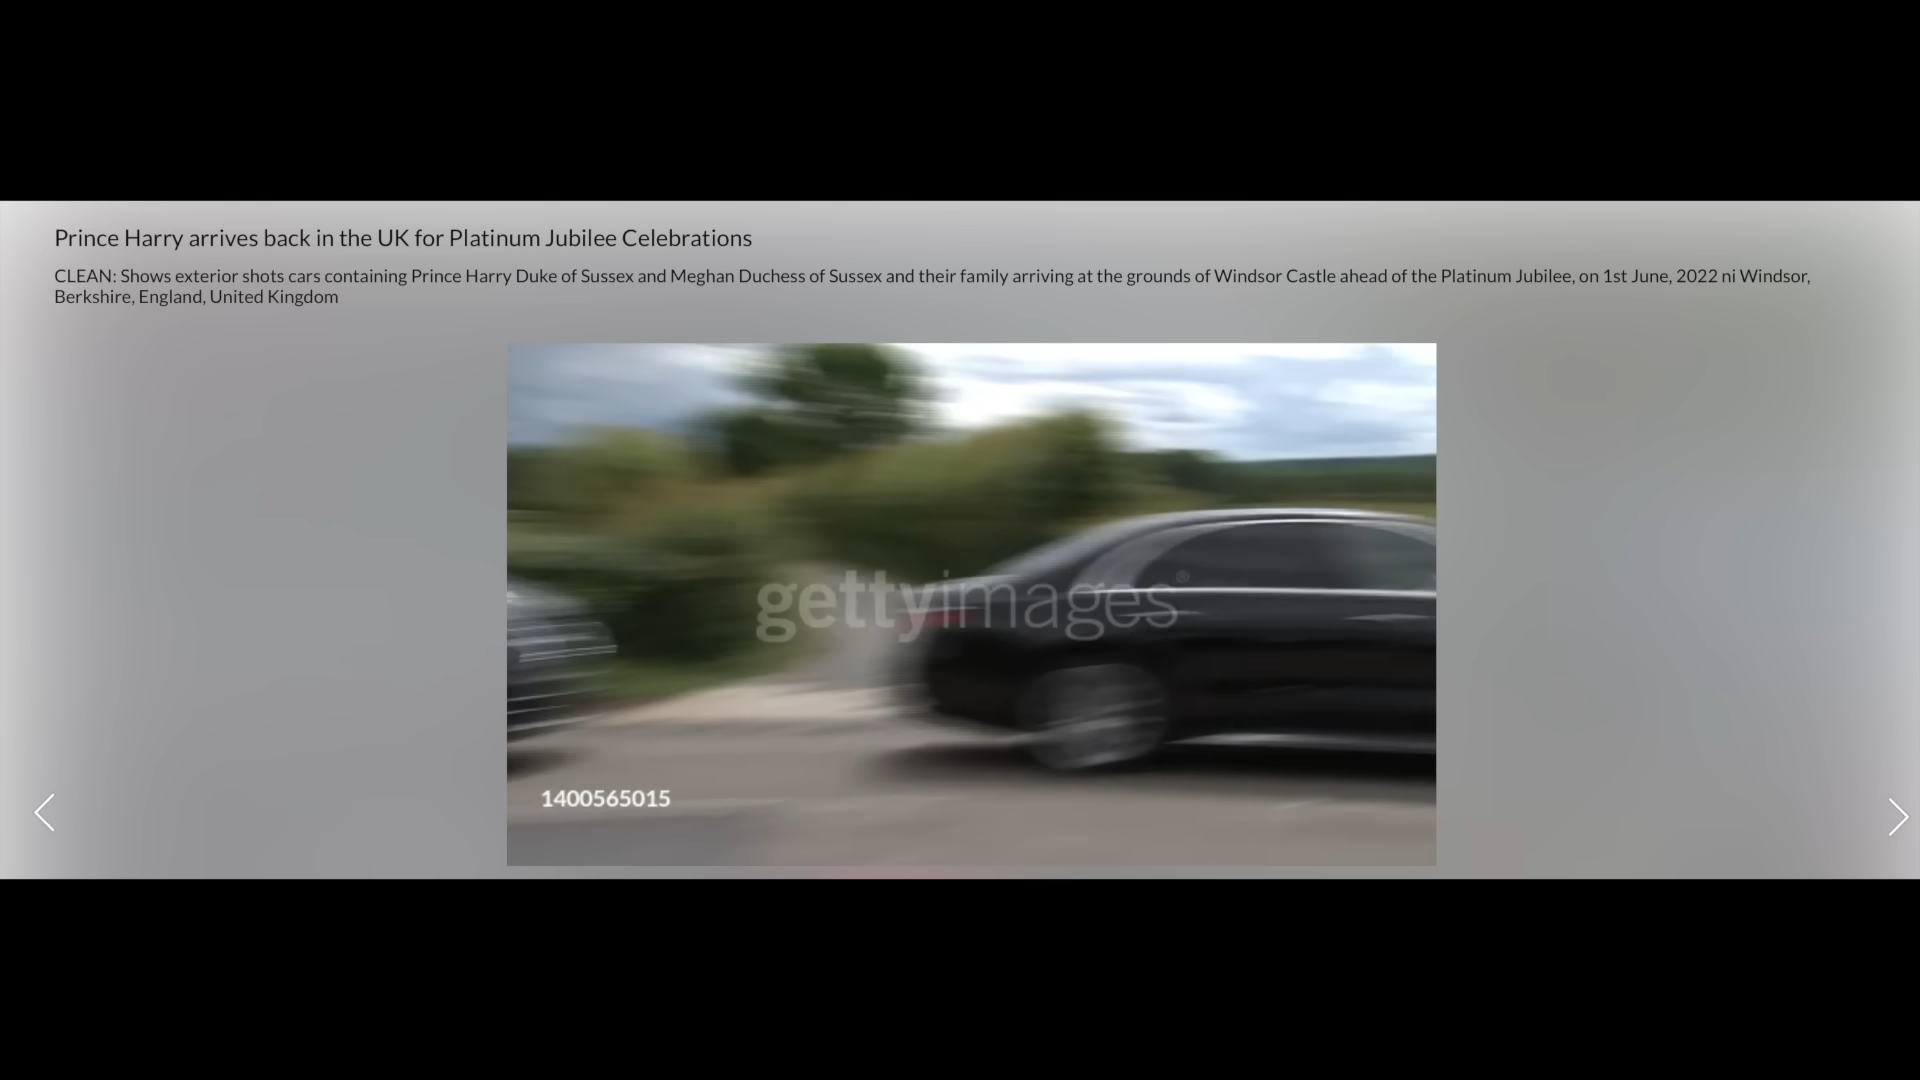 Prince Harry arrives back in the UK for Platinum Jubilee Celebrations
CLEAN: Shows exterior shots cars containing Prince Harry Duke of Sussex and Meghan Duchess of Sussex and their family arriving at the grounds of Windsor Castle ahead of the Platinum Jubilee, on 1st June, 2022 ni Windsor,
Berkshire, England, United Kingdom
gettyimages®
1400565015